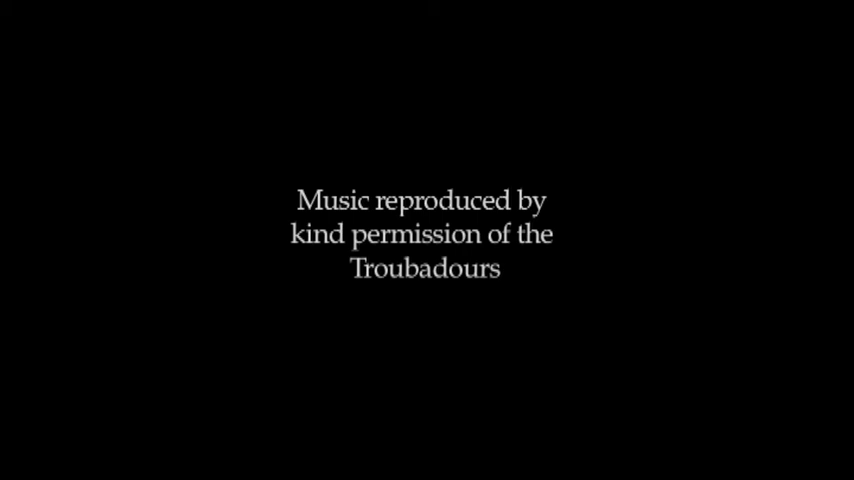 Music reproduced by
kind permission of the
Troubadours